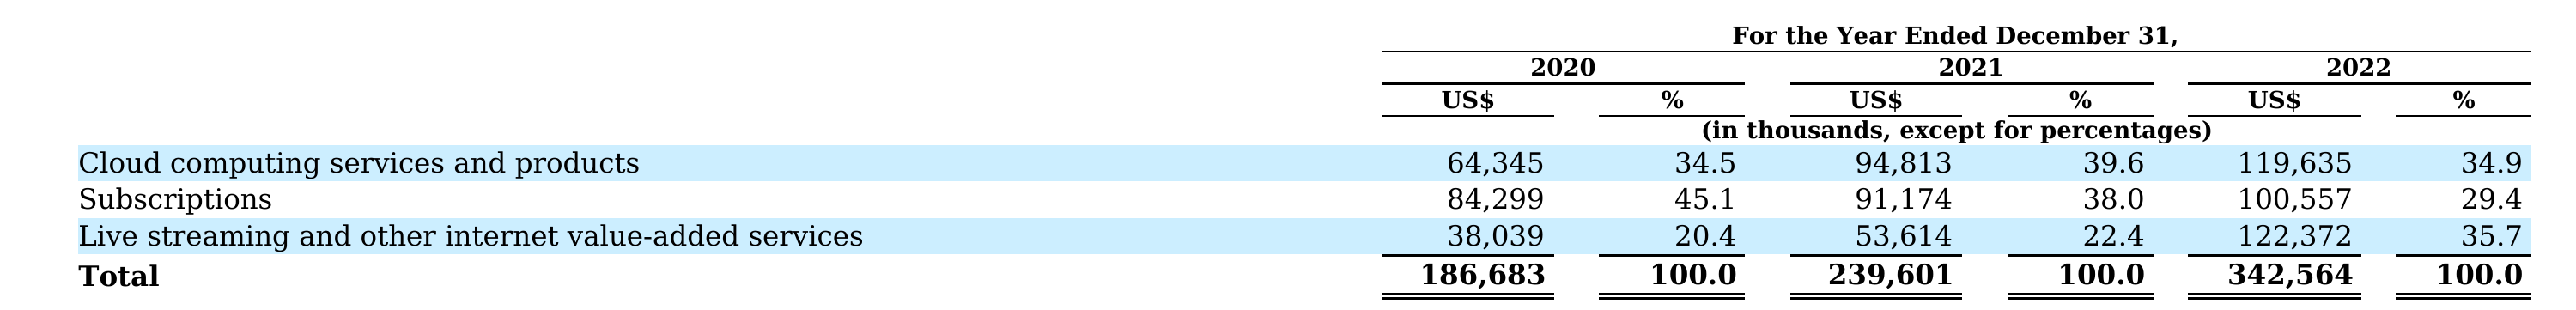 For the Year Ended December 31,
2020 2021 2022
US$ % US$ % US$ %
(in thousands, except for percentages)
Cloud computing services and products 64,345 34.5 94,813 39.6 119,635 34.9
Subscriptions 84,299 45.1 91,174 38.0 100,557 29.4
Live streaming and other internet value-added services 38,039 20.4 53,614 22.4 122,372 35.7
Total 186,683 100.0 239,601 100.0 342,564 100.0